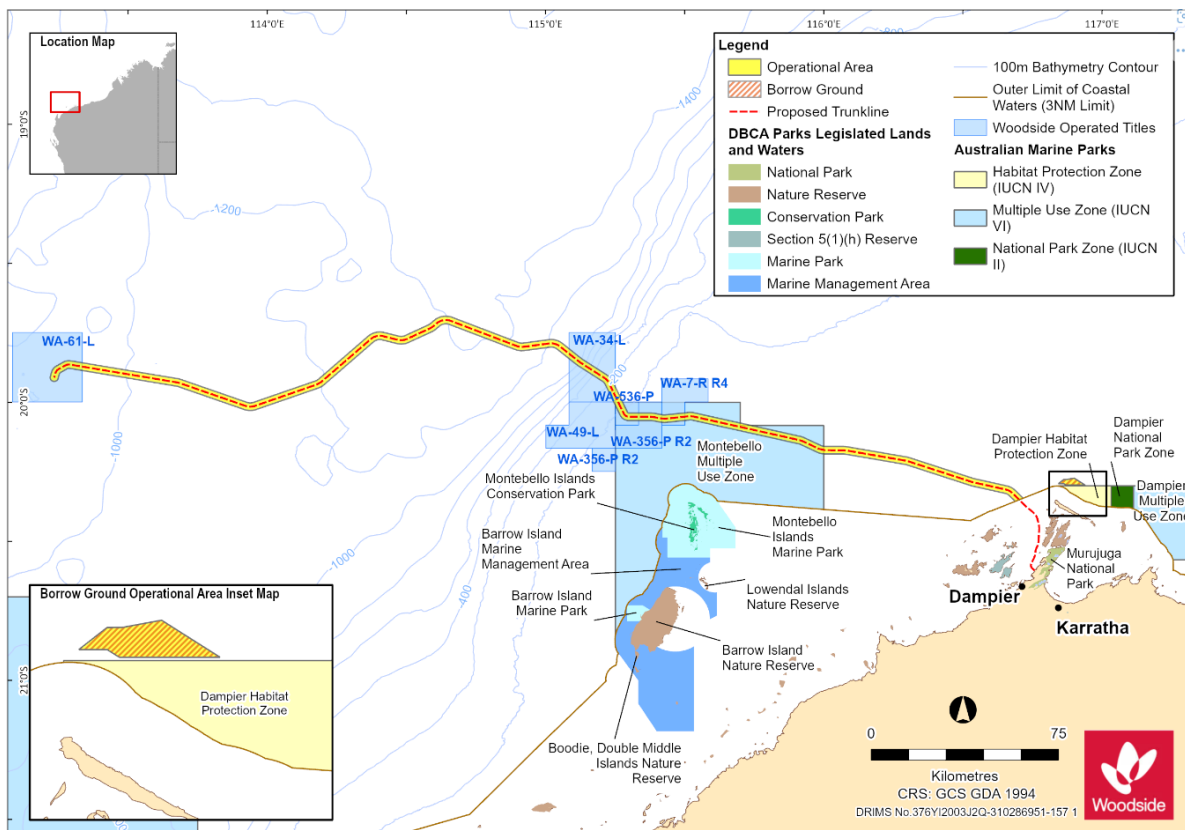 114°0'E
115°0'E
116°0'E
117°0'E
19°0'S
20°0'S
21°0'S
Location Map
Legend
Operational Area
Borrow Ground
Proposed Trunkline
DBCA Parks Legislated Lands
and Waters
National Park
Nature Reserve
Conservation Park
Section 5(1)(h) Reserve
Marine Park
Marine Management Area
100m Bathymetry Contour
Outer Limit of Coastal
Waters (3NM Limit)
Woodside Operated Titles
Australian Marine Parks
Habitat Protection Zone
(IUCN IV)
Multiple Use Zone (IUCN
VI)
National Park Zone (IUCN
II)
-1400
-1200
-1000
-200
-1000
-400
WA-61-L
WA-34-L
WA-7-R R4
WA-536-P
WA-49-L
WA-356-P R2
WA-356-P R2
Montebello
Multiple
Use Zone
Dampier Habitat
Protection Zone
Dampier
National
Park Zone
Dampier
Multiple
Use Zone
Montebello Islands
Conservation Park
Barrow Island
Marine
Management Area
Barrow Island
Marine Park
Montebello
Islands
Marine Park
Lowendal Islands
Nature Reserve
Barrow Island
Nature Reserve
Boodie, Double Middle
Islands Nature
Reserve
Murujuga
National
Park
Dampier
Karratha
Borrow Ground Operational Area Inset Map
Dampier Habitat
Protection Zone
0
75
Kilometres
CRS: GCS GDA 1994
DRIMS No.376YI2003J2Q-310286951-157 1
Woodside